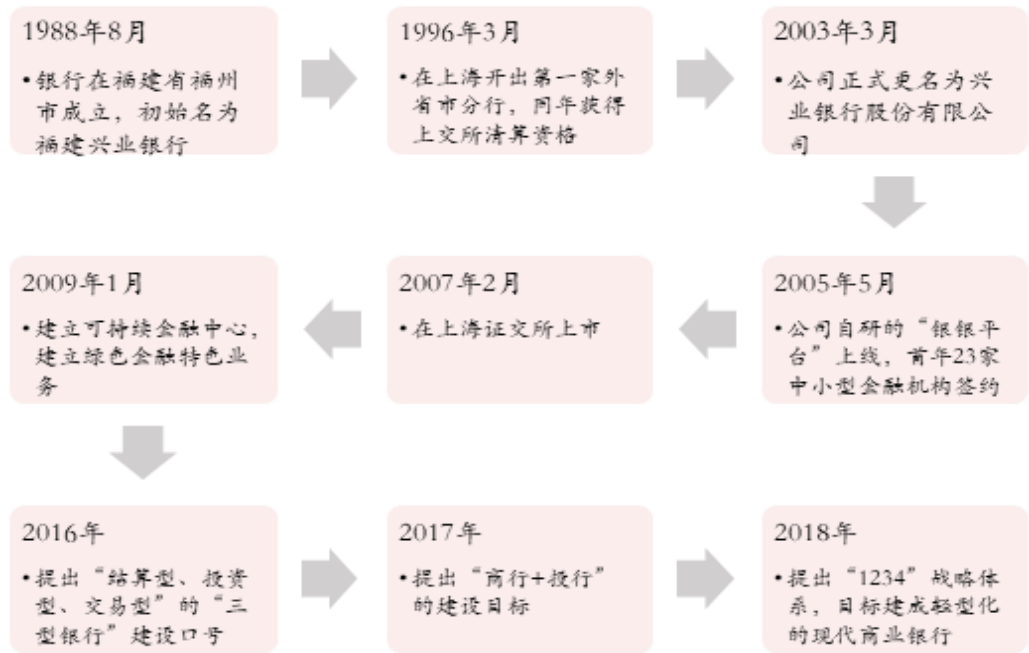 1988年8月
•银行在福建省福州
市成立，初始名为
福建兴业银行
1996年3月
•在上海开出第一家外
省市分行，同年获得
上交所清算资格
2003年3月
•公司正式更名为兴
业银行股份有限公
司
2005年5月
•公司自研的“银银平
台”上线，首年23家
中小型金融机构签约
2007年2月
•在上海证交所上市
2009年1月
•建立可持续金融中心，
建立绿色金融特色业
务
2016年
•提出“结算型、投资
型、交易型”的“三
型银行”建设口号
2017年
•提出“商行+投行”
的建设目标
2018年
•提出“1234”战略体
系，目标建成轻型化
的现代商业银行